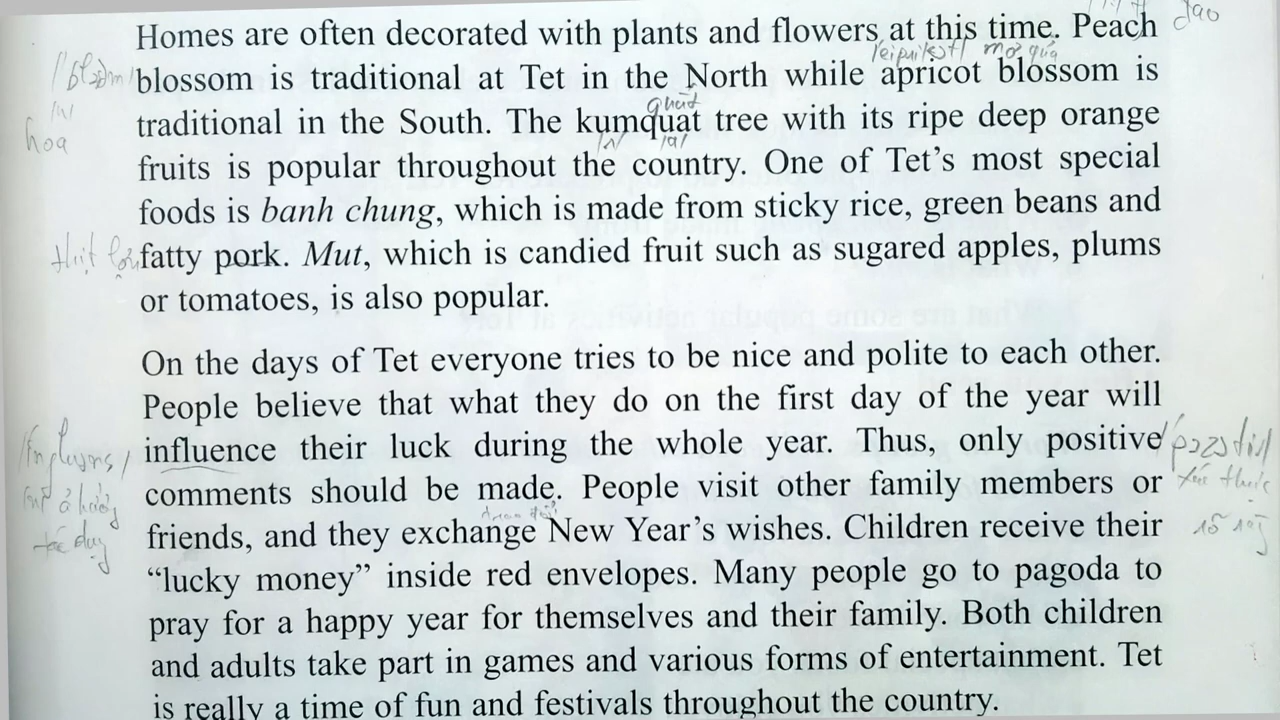 đao
Homes are often decorated with plants and flowers at this time. Peach
mơ quả
blossom is traditional at Tet in the North while apricot blossom is
traditional in the South. The kumquat tree with its ripe deep orange
hoa
fruits is popular throughout the country. One of Tet's most special
foods is banh chung, which is made from sticky rice, green beans and
thịt
fatty pork. Mut, which is candied fruit such as sugared apples, plums
or tomatoes, is also popular.
On the days of Tet everyone tries to be nice and polite to each other.
People believe that what they do on the first day of the year will
influence their luck during the whole year. Thus, only positive
comments should be made. People visit other family members or
friends, and they exchange New Year's wishes. Children receive their
"lucky money" inside red envelopes. Many people go to pagoda to
pray for a happy year for themselves and their family. Both children
and adults take part in games and various forms of entertainment. Tet
is really a time of fun and festivals throughout the country.